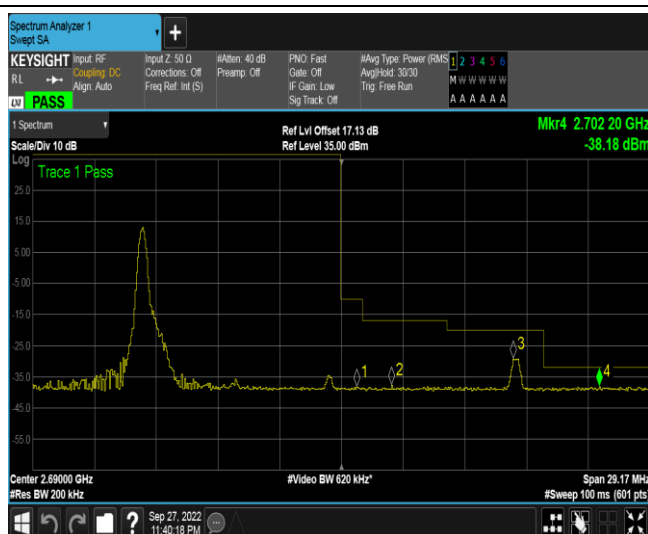 Spectrum Analyzer 1
Swept SA
KEYSIGHT
RL
PASS
Input: RF
Coupling: DC
Align: Auto
Input Z: 50 Ω
Corrections: Off
Freq Ref: Int (S)
#Atten: 40 dB
Preamp: Off
PNO: Fast
Gate: Off
IF Gain: Low
Sig Track: Off
#Avg Type: Power (RMS
Avg|Hold: 30/30
Trig: Free Run
1 2 3 4 5 6
M W W W W W
A A A A A A
1 Spectrum
Scale/Div 10 dB
Ref Lvl Offset 17.13 dB
Ref Level 35.00 dBm
Mkr4 2.702 20 GHz
-38.18 dBm
Log
Trace 1 Pass
25.0
15.0
5.00
-5.00
-15.0
-25.0
-35.0
-45.0
-55.0
1
2
3
4
Center 2.69000 GHz
#Res BW 200 kHz
#Video BW 620 kHz*
Span 29.17 MHz
#Sweep 100 ms (601 pts)
?
Sep 27, 2022
11:40:18 PM